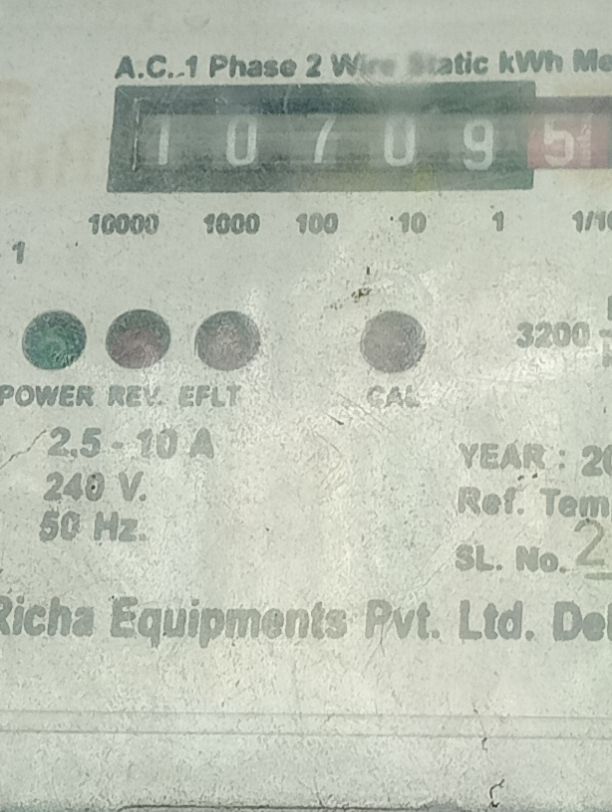 A.C. 1 Phase 2 Wire Static kWh Me
1 0 7 0 9 5
10000 1000 100 10 1 1/10
1
3200
POWER REV. EFLT CAL
2.5 - 10 A
240 V.
50 Hz.
YEAR : 20
Ref. Tem
SL. No. 2
Richa Equipments Pvt. Ltd. Del